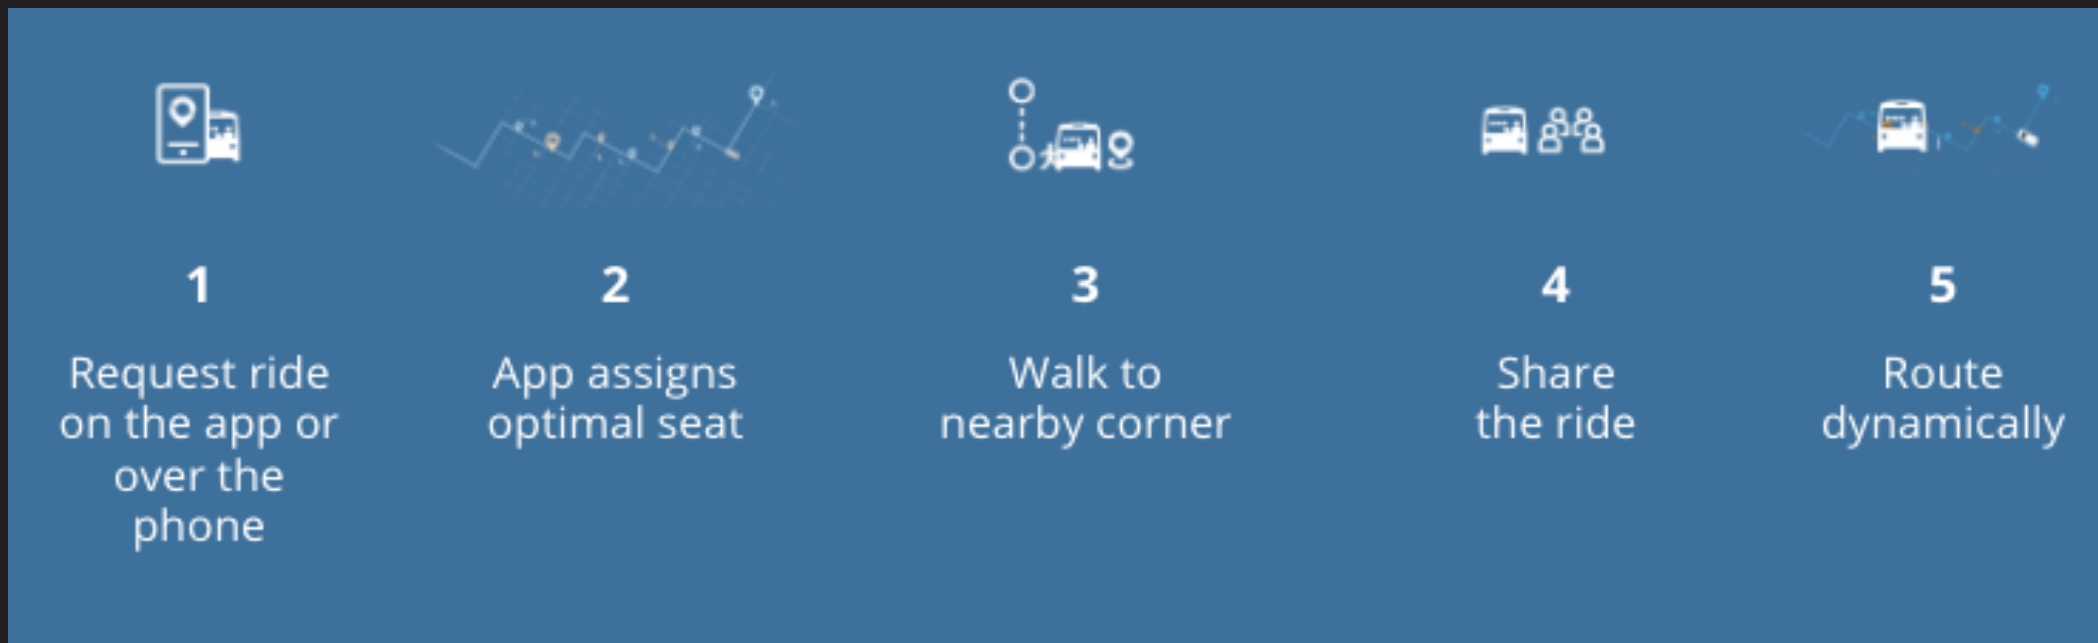 1
Request ride
on the app or
over the
phone
2
App assigns
optimal seat
3
Walk to
nearby corner
4
Share
the ride
5
Route
dynamically